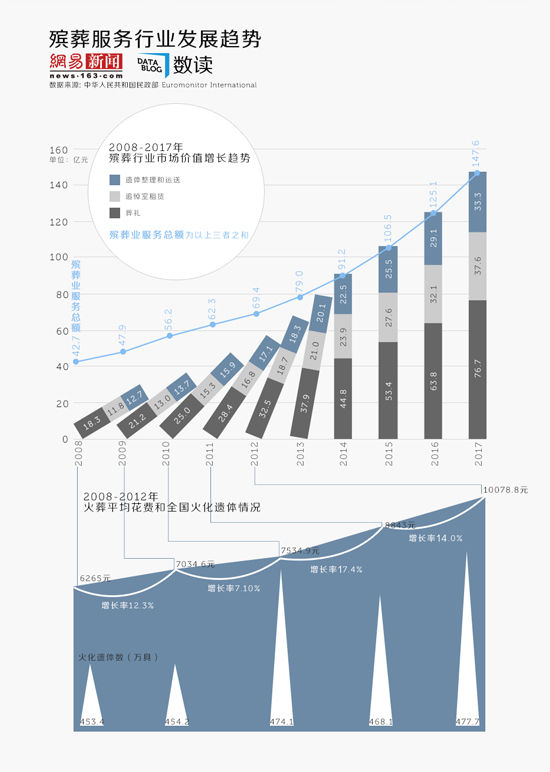 殡葬服务行业发展趋势
網易 新闻 DATA BLOG 数读
news·163·com
数据来源: 中华人民共和国民政部 Euromonitor International
160
单位: 亿元
140
120
100
80
60
40
20
0
2008-2017年
殡葬行业市场价值增长趋势
遗体整理和运送
追悼室租赁
葬礼
殡葬业服务总额为以上三者之和
殡葬业服务总额
42.7
47.9
56.2
62.3
69.4
79.0
91.2
106.5
125.1
147.6
18.3 11.8 12.7
21.2 13.0 13.7
25.0 15.3 15.9
28.4 16.8 17.1
32.5 18.7 18.3
37.9 21.0 20.1
44.8 23.9 22.5
53.4 27.6 25.5
63.8 32.1 29.1
76.7 37.6 33.3
2008 2009 2010 2011 2012 2013 2014 2015 2016 2017
2008-2012年
火葬平均花费和全国火化遗体情况
6265元
7034.6元
7534.9元
8843元
10078.8元
增长率12.3%
增长率7.10%
增长率17.4%
增长率14.0%
火化遗体数（万具）
453.4 454.2 474.1 468.1 477.7